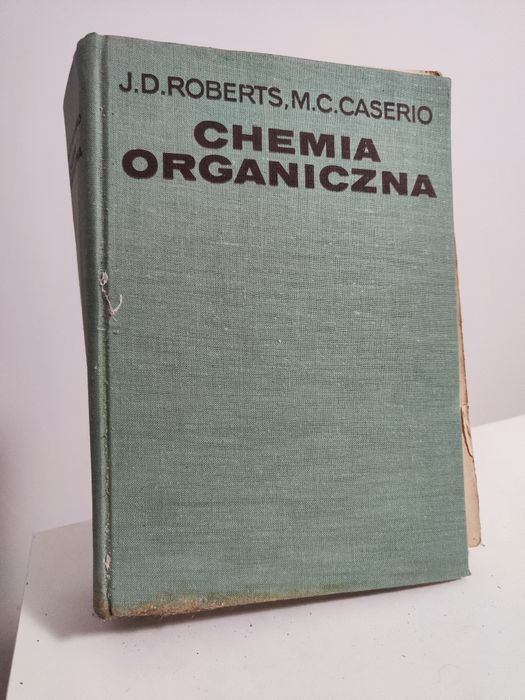 J.D.ROBERTS, M.C.CASERIO
CHEMIA
ORGANICZNA